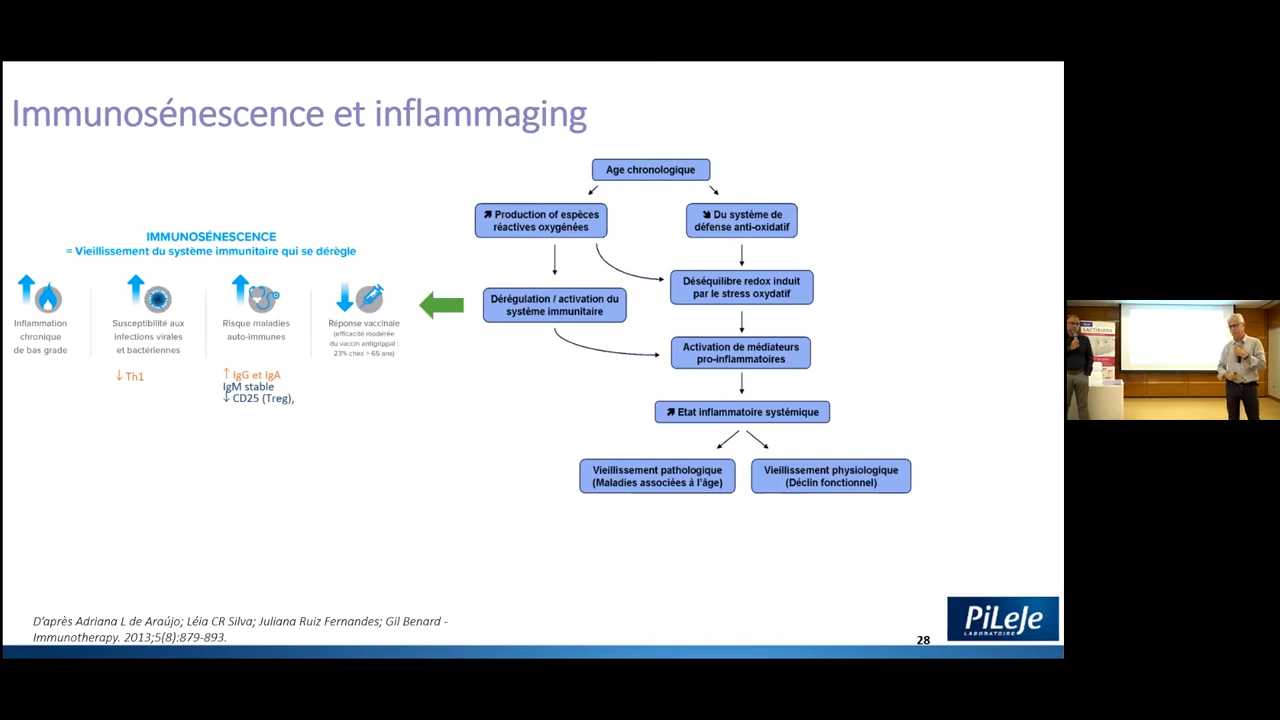 Immunosénescence et inflammaging
IMMUNOSÉNESCENCE
= Vieillissement du système immunitaire qui se dérègle
Inflammation
chronique
de bas grade
Susceptibilité aux
infections virales
et bactériennes
↓ Th1
Risque maladies
auto-immunes
↑ IgG et IgA
IgM stable
↓ CD25 (Treg),
Réponse vaccinale
(efficacité modérée
du vaccin antigrippal :
23% chez > 65 ans)
Age chronologique
↗ Production of espèces
réactives oxygénées
↘ Du système de
défense anti-oxidatif
Dérégulation / activation du
système immunitaire
Déséquilibre redox induit
par le stress oxydatif
Activation de médiateurs
pro-inflammatoires
↗ Etat inflammatoire systémique
Vieillissement pathologique
(Maladies associées à l'âge)
Vieillissement physiologique
(Déclin fonctionnel)
D'après Adriana L de Araújo; Léia CR Silva; Juliana Ruiz Fernandes; Gil Benard -
Immunotherapy. 2013;5(8):879-893.
28
PiLeJe
LABORATOIRE
LACTIBIANE